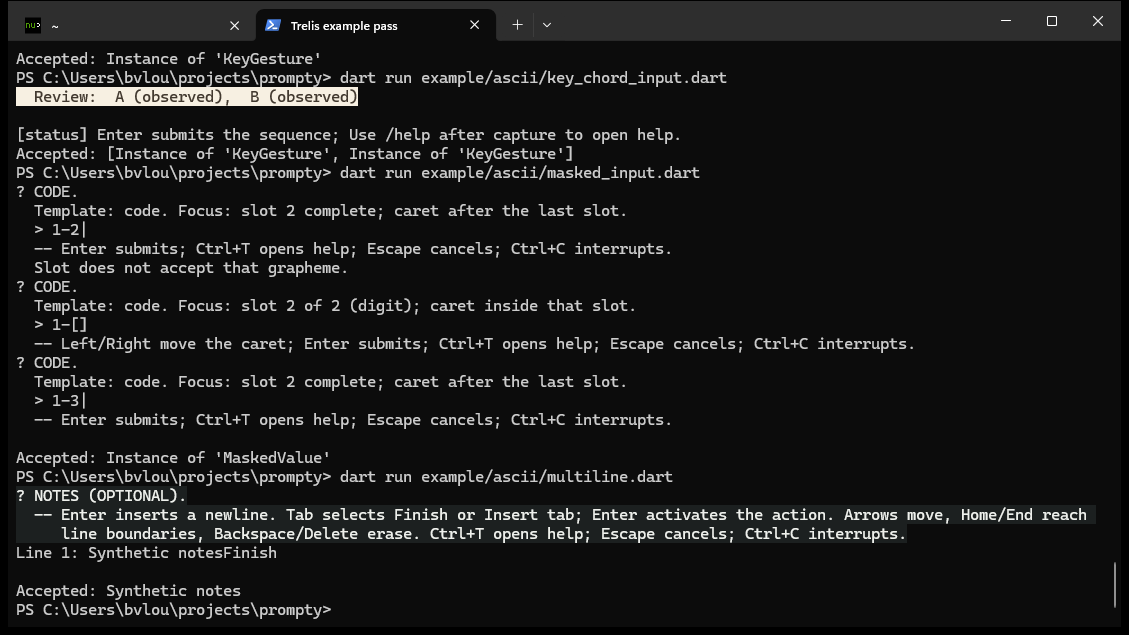 nu> ~
Trelis example pass
Accepted: Instance of 'KeyGesture'
PS C:\Users\bvlou\projects\prompty> dart run example/ascii/key_chord_input.dart
Review:  A (observed),  B (observed)
[status] Enter submits the sequence; Use /help after capture to open help.
Accepted: [Instance of 'KeyGesture', Instance of 'KeyGesture']
PS C:\Users\bvlou\projects\prompty> dart run example/ascii/masked_input.dart
? CODE.
Template: code. Focus: slot 2 complete; caret after the last slot.
> 1-2|
-- Enter submits; Ctrl+T opens help; Escape cancels; Ctrl+C interrupts.
Slot does not accept that grapheme.
? CODE.
Template: code. Focus: slot 2 of 2 (digit); caret inside that slot.
> 1-[]
-- Left/Right move the caret; Enter submits; Ctrl+T opens help; Escape cancels; Ctrl+C interrupts.
? CODE.
Template: code. Focus: slot 2 complete; caret after the last slot.
> 1-3|
-- Enter submits; Ctrl+T opens help; Escape cancels; Ctrl+C interrupts.
Accepted: Instance of 'MaskedValue'
PS C:\Users\bvlou\projects\prompty> dart run example/ascii/multiline.dart
? NOTES (OPTIONAL).
-- Enter inserts a newline. Tab selects Finish or Insert tab; Enter activates the action. Arrows move, Home/End reach
line boundaries, Backspace/Delete erase. Ctrl+T opens help; Escape cancels; Ctrl+C interrupts.
Line 1: Synthetic notesFinish
Accepted: Synthetic notes
PS C:\Users\bvlou\projects\prompty>